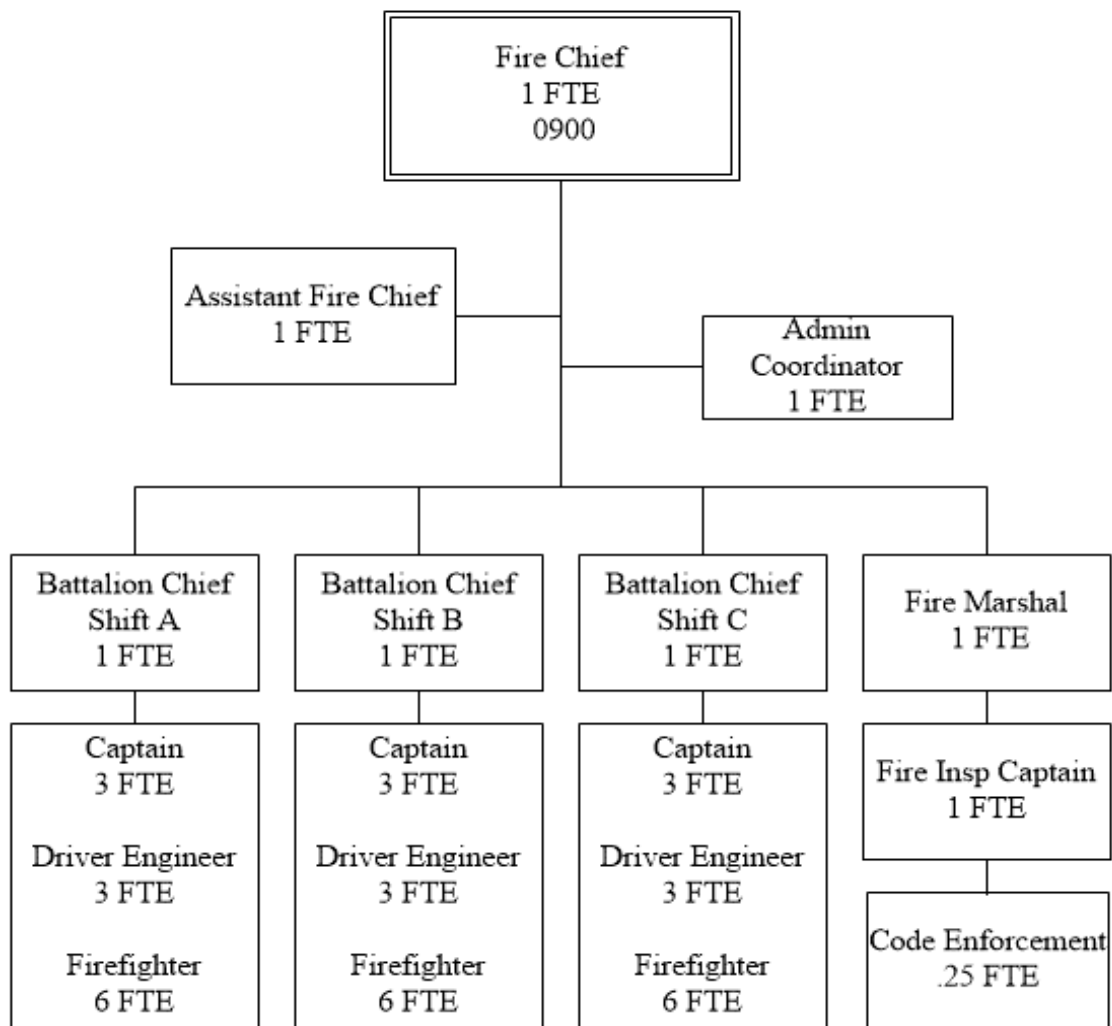 Fire Chief
1 FTE
0900
Assistant Fire Chief
1 FTE
Admin
Coordinator
1 FTE
Battalion Chief
Shift A
1 FTE
Battalion Chief
Shift B
1 FTE
Battalion Chief
Shift C
1 FTE
Fire Marshal
1 FTE
Captain
3 FTE
Driver Engineer
3 FTE
Firefighter
6 FTE
Captain
3 FTE
Driver Engineer
3 FTE
Firefighter
6 FTE
Captain
3 FTE
Driver Engineer
3 FTE
Firefighter
6 FTE
Fire Insp Captain
1 FTE
Code Enforcement
.25 FTE